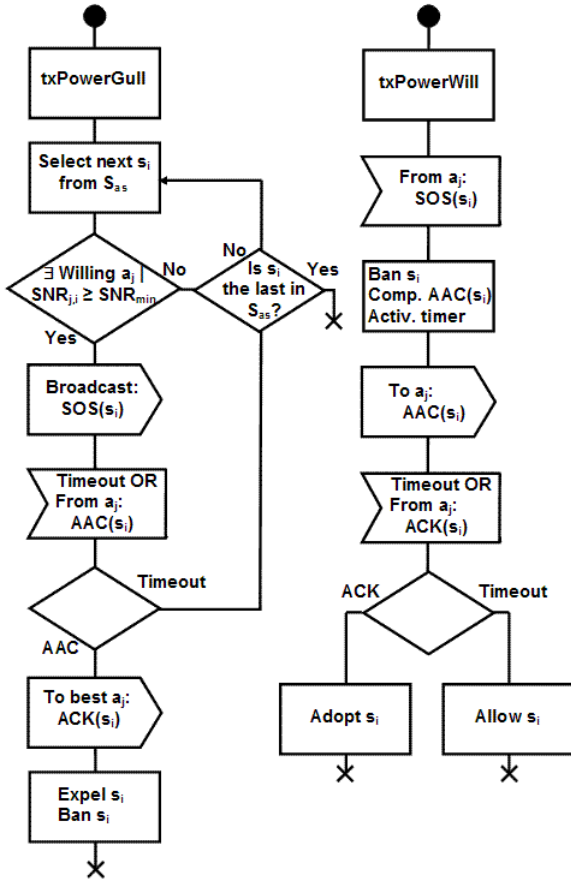 txPowerGull
Select next sᵢ
from Sₐₛ
∃ Willing aⱼ |
SNRⱼ,ᵢ ≥ SNRₘᵢₙ
No
Yes
No
Is sᵢ
the last in
Sₐₛ?
Yes
Broadcast:
SOS(sᵢ)
Timeout OR
From aⱼ:
AAC(sᵢ)
Timeout
AAC
To best aⱼ:
ACK(sᵢ)
Expel sᵢ
Ban sᵢ
txPowerWill
From aⱼ:
SOS(sᵢ)
Ban sᵢ
Comp. AAC(sᵢ)
Activ. timer
To aⱼ:
AAC(sᵢ)
Timeout OR
From aⱼ:
ACK(sᵢ)
ACK
Timeout
Adopt sᵢ
Allow sᵢ